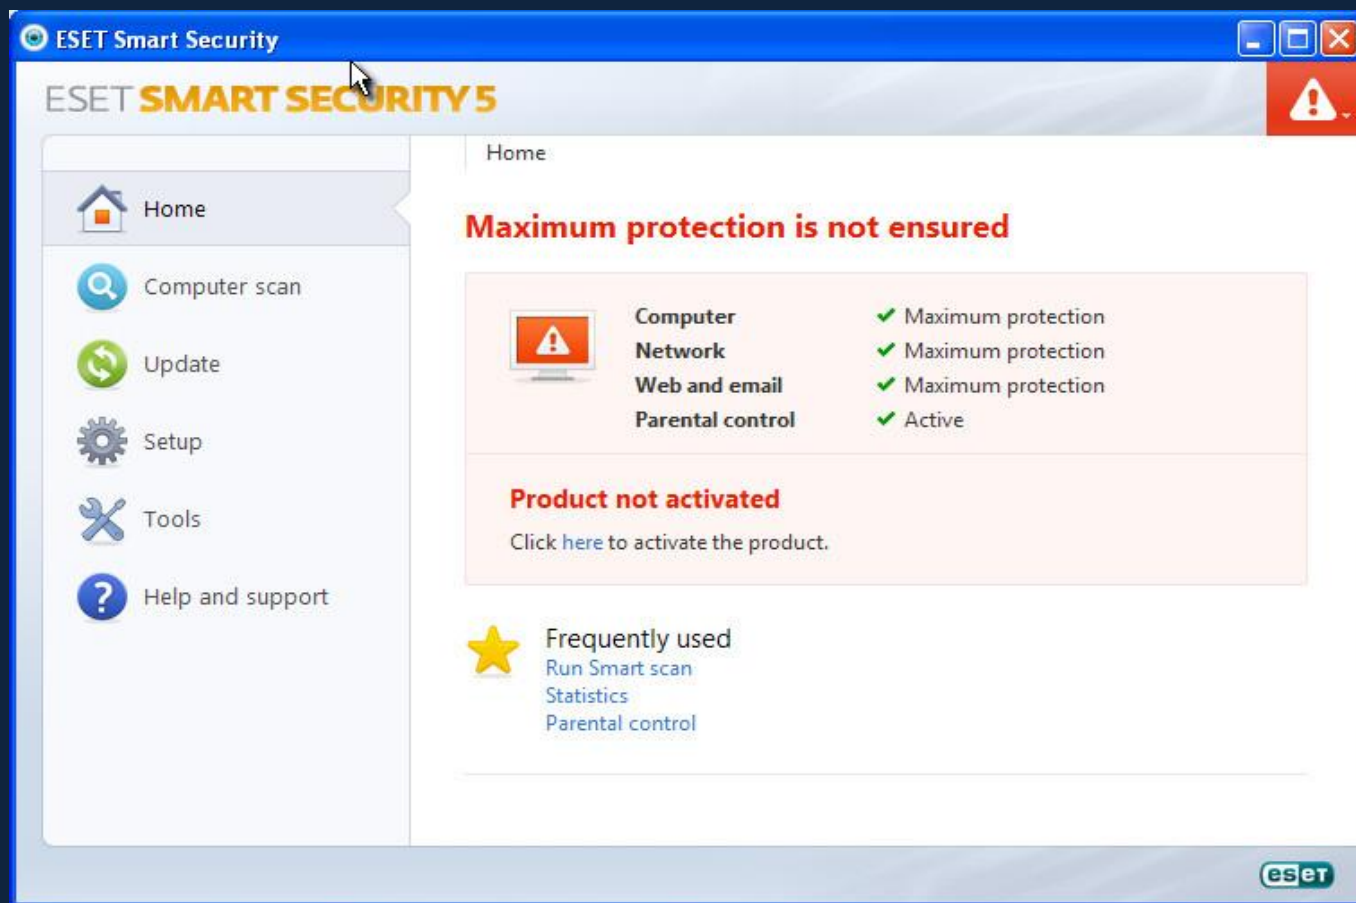 ESET Smart Security
ESET SMART SECURITY 5
Home
Home
Computer scan
Update
Setup
Tools
Help and support
Maximum protection is not ensured
Computer Maximum protection
Network Maximum protection
Web and email Maximum protection
Parental control Active
Product not activated
Click here to activate the product.
Frequently used
Run Smart scan
Statistics
Parental control
eseT